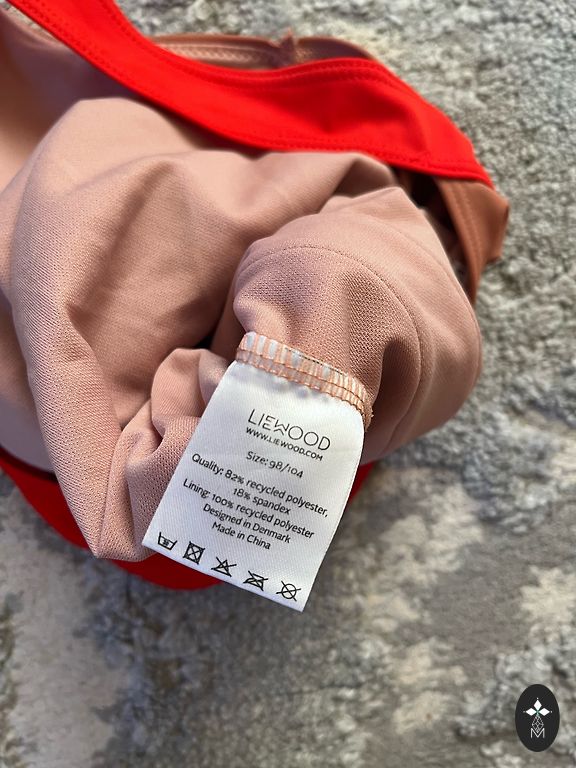 LIEWOOD
WWW.LIEWOOD.COM
Size: 98/104
Quality: 82% recycled polyester,
18% spandex
Lining: 100% recycled polyester
Designed in Denmark
Made in China
M